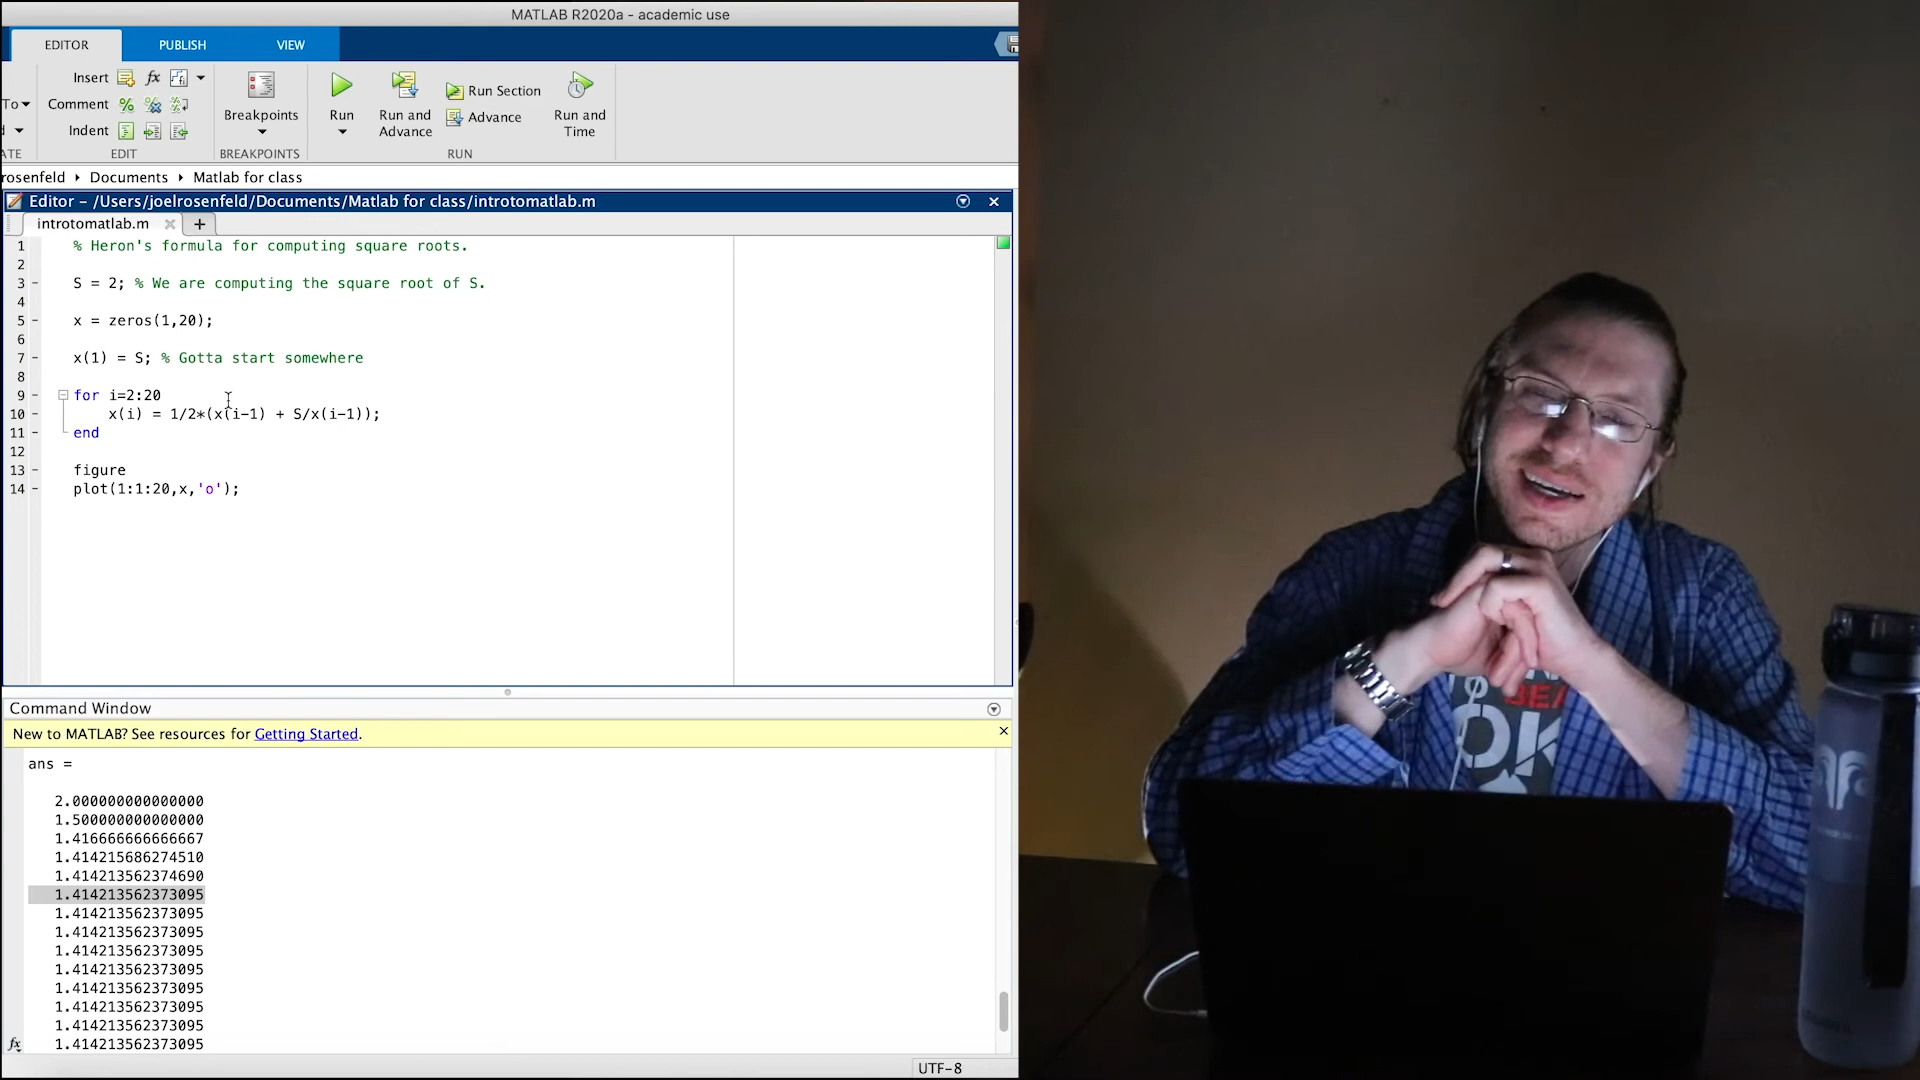 MATLAB R2020a - academic use
EDITOR PUBLISH VIEW
Insert fx
To Comment Breakpoints Run Run and Advance Run Section Advance Run and Time
d Indent
ATE EDIT BREAKPOINTS RUN
rosenfeld Documents Matlab for class
Editor - /Users/joelrosenfeld/Documents/Matlab for class/introtomatlab.m
introtomatlab.m
1 % Heron's formula for computing square roots.
2
3 S = 2; % We are computing the square root of S.
4
5 x = zeros(1,20);
6
7 x(1) = S; % Gotta start somewhere
8
9 for i=2:20
10 x(i) = 1/2*(x(i-1) + S/x(i-1));
11 end
12
13 figure
14 plot(1:1:20,x,'o');
Command Window
New to MATLAB? See resources for Getting Started.
ans =
2.000000000000000
1.500000000000000
1.416666666666667
1.414215686274510
1.414213562374690
1.414213562373095
1.414213562373095
1.414213562373095
1.414213562373095
1.414213562373095
1.414213562373095
1.414213562373095
1.414213562373095
1.414213562373095
fx
UTF-8
BEA
OK